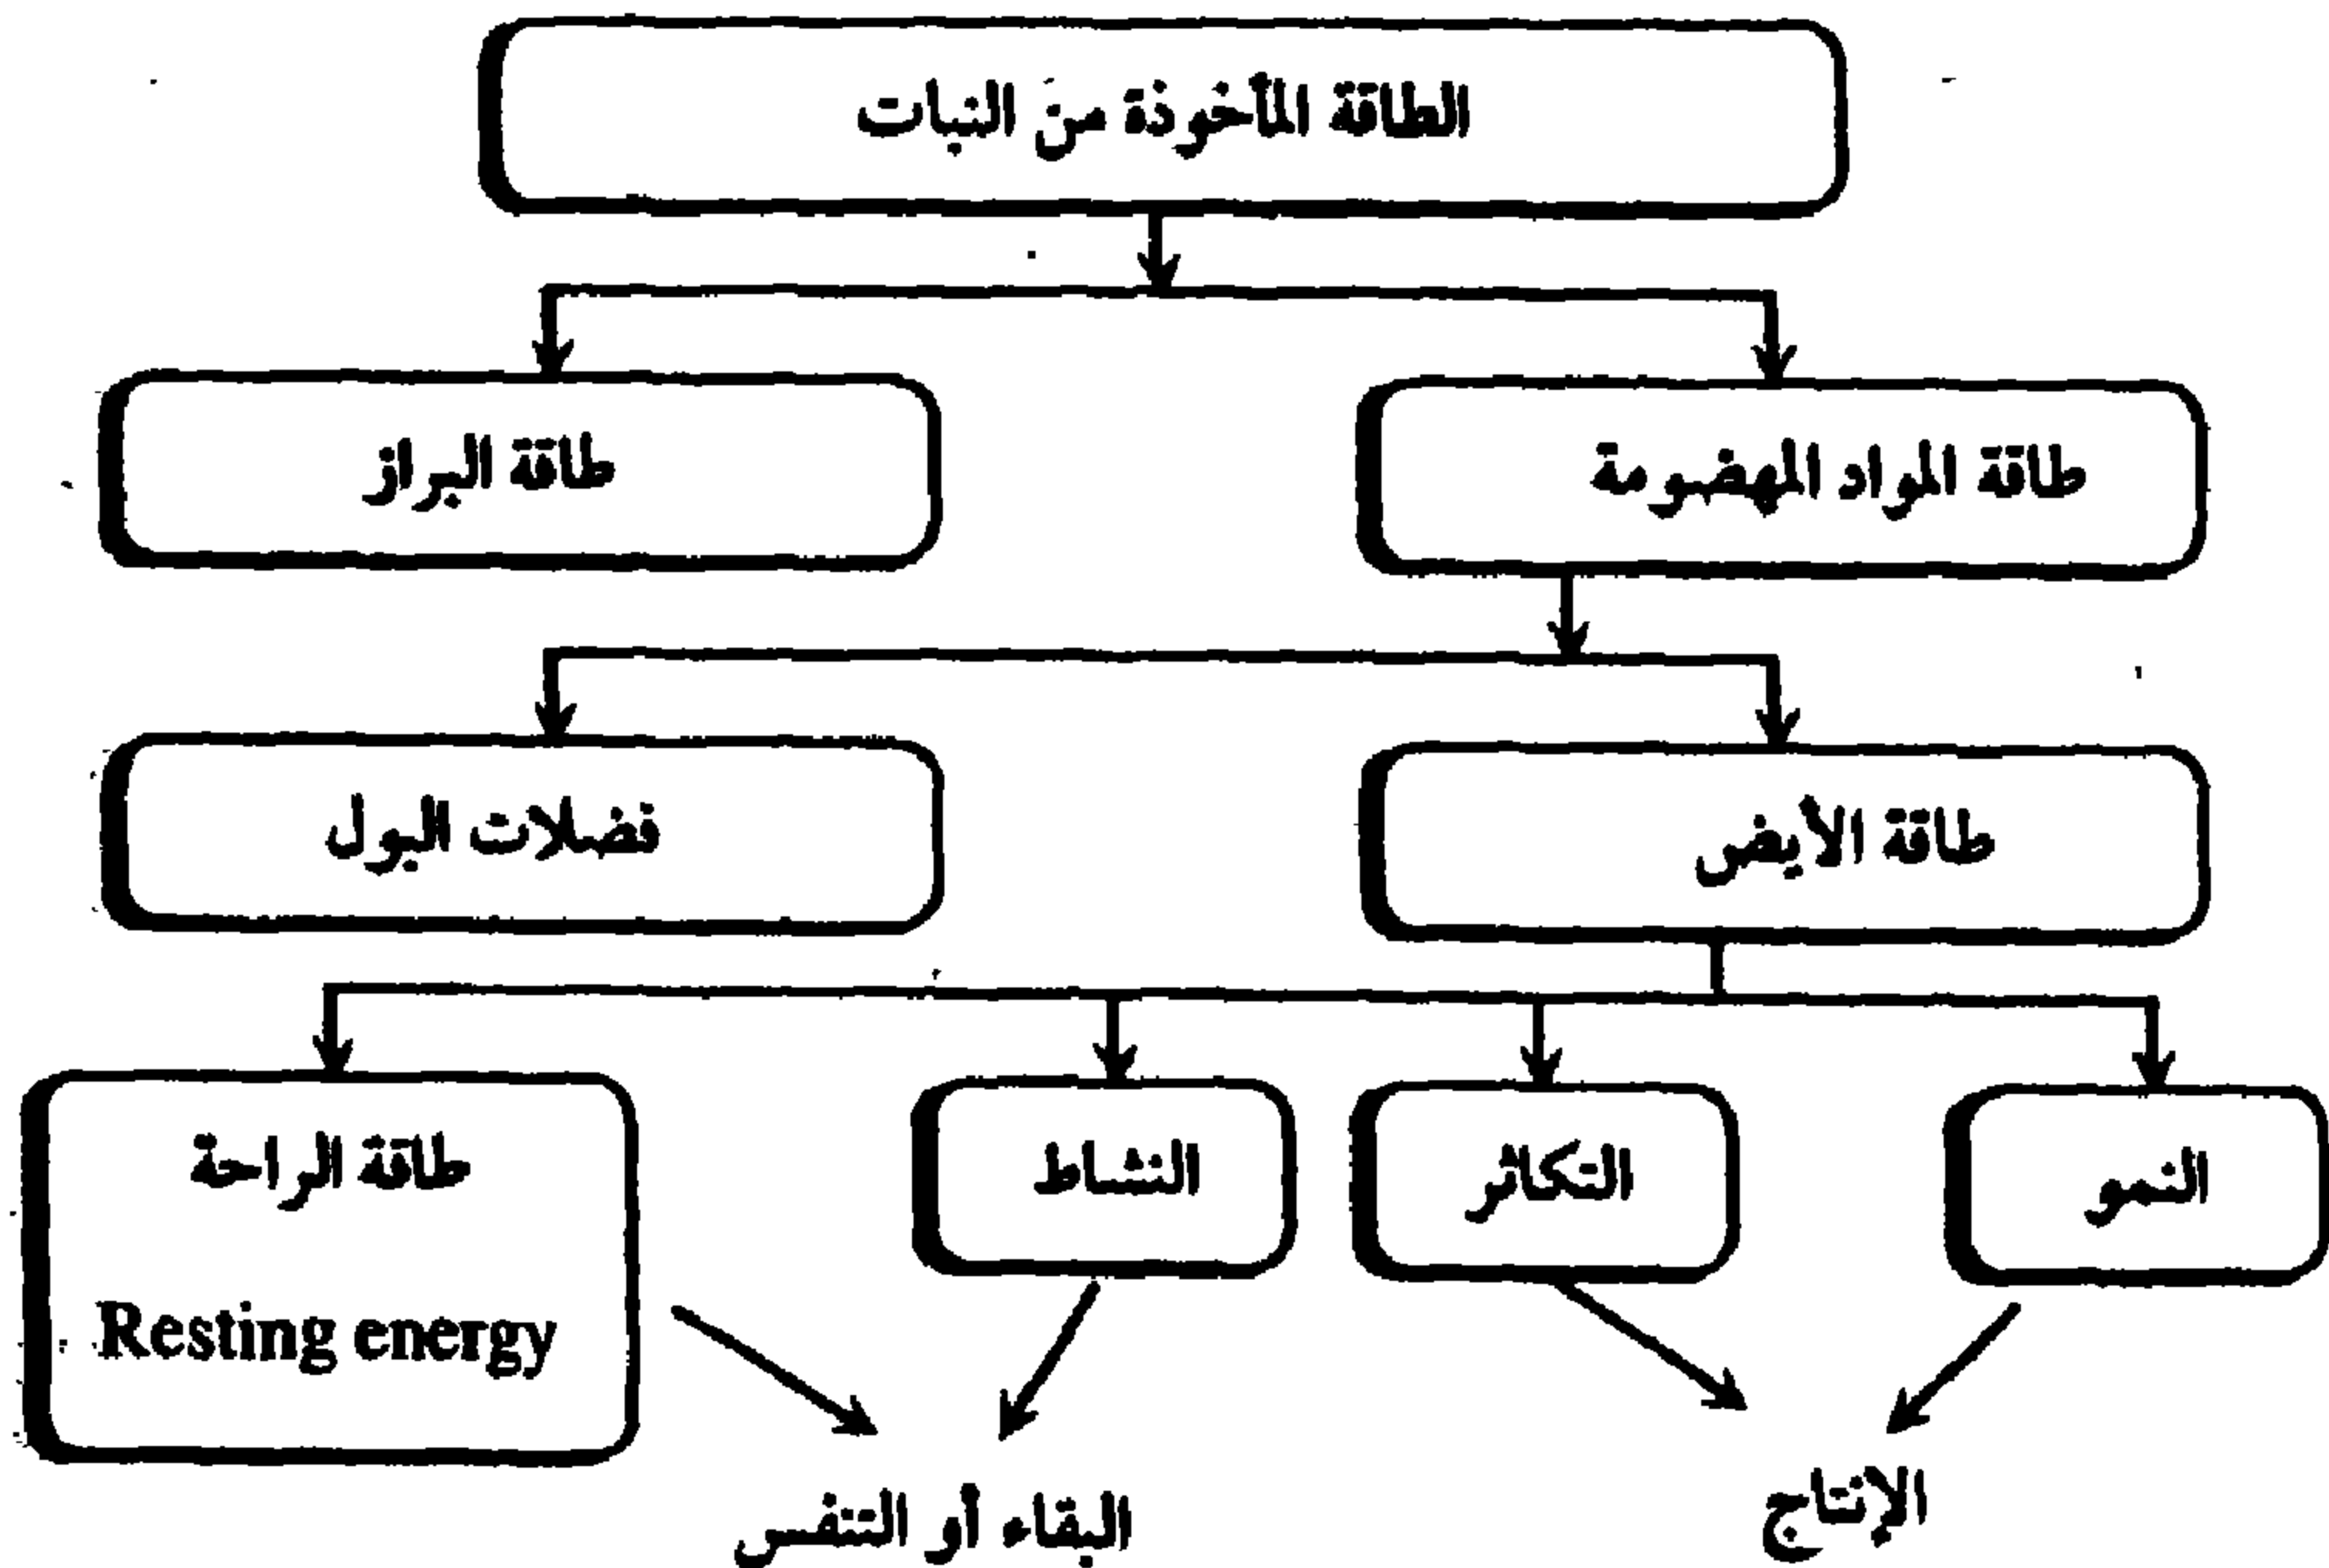 الطاقة المأخوذة من النبات
طاقة المواد المهضومة
طاقة البراز
طاقة الأيض
فضلات البول
النمو
التكاثر
النشاط
طاقة الراحة
Resting energy
الإنتاج
البقاء أو التنفس